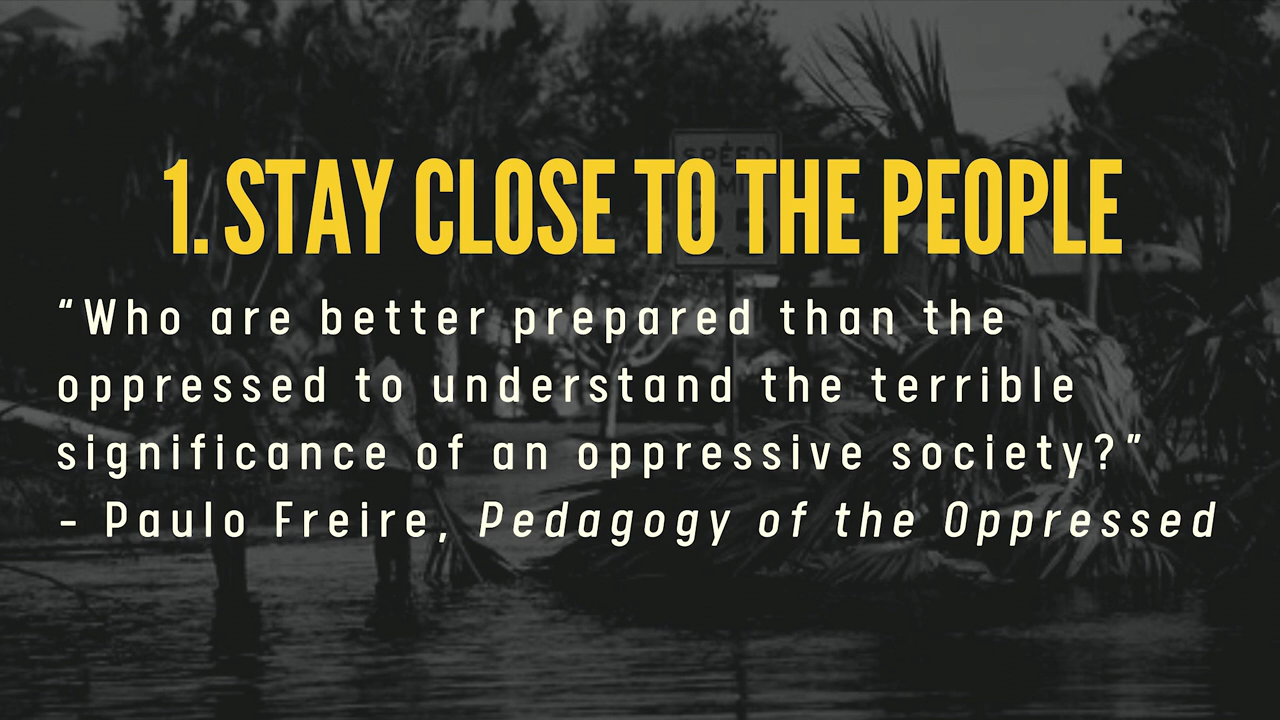 SPEED
1. STAY CLOSE TO THE PEOPLE
“Who are better prepared than the
oppressed to understand the terrible
significance of an oppressive society?”
– Paulo Freire, Pedagogy of the Oppressed